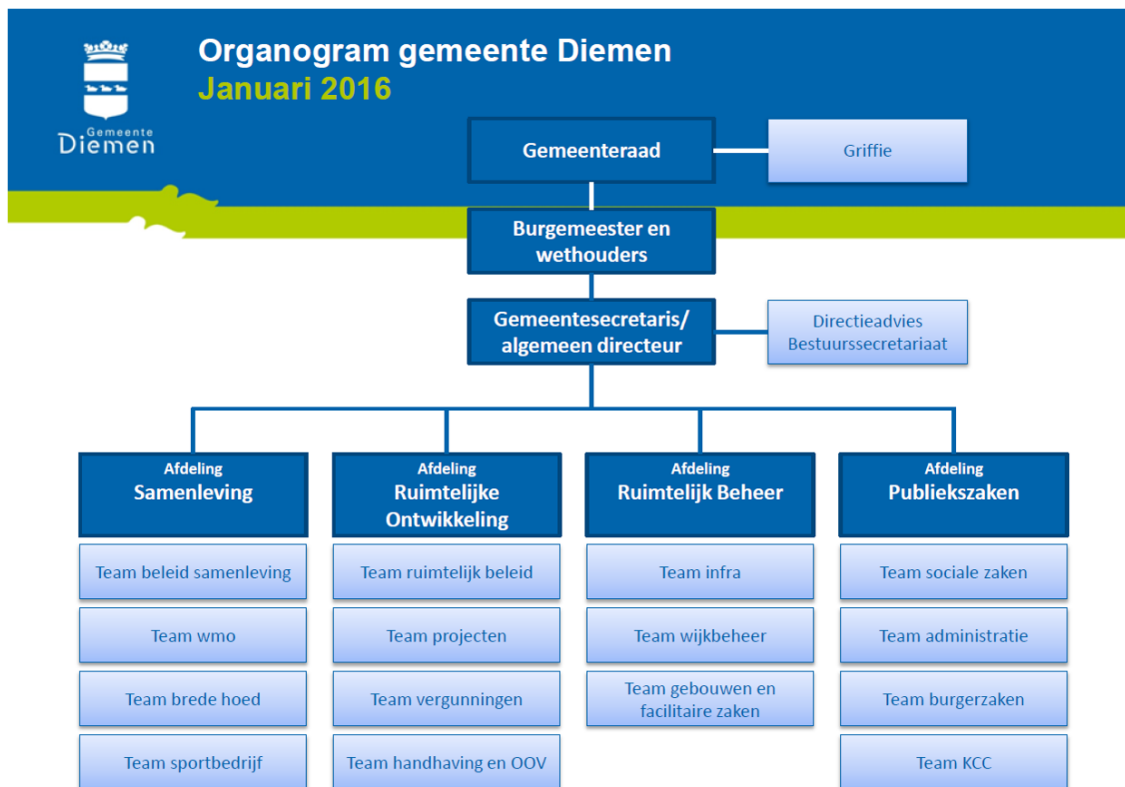 Organogram gemeente Diemen
Januari 2016
Gemeente
Diemen
Gemeenteraad
Griffie
Burgemeester en
wethouders
Gemeentesecretaris/
algemeen directeur
Directieadvies
Bestuurssecretariaat
Afdeling
Samenleving
Team beleid samenleving
Team wmo
Team brede hoed
Team sportbedrijf
Afdeling
Ruimtelijke
Ontwikkeling
Team ruimtelijk beleid
Team projecten
Team vergunningen
Team handhaving en OOV
Afdeling
Ruimtelijk Beheer
Team infra
Team wijkbeheer
Team gebouwen en
facilitaire zaken
Afdeling
Publiekszaken
Team sociale zaken
Team administratie
Team burgerzaken
Team KCC